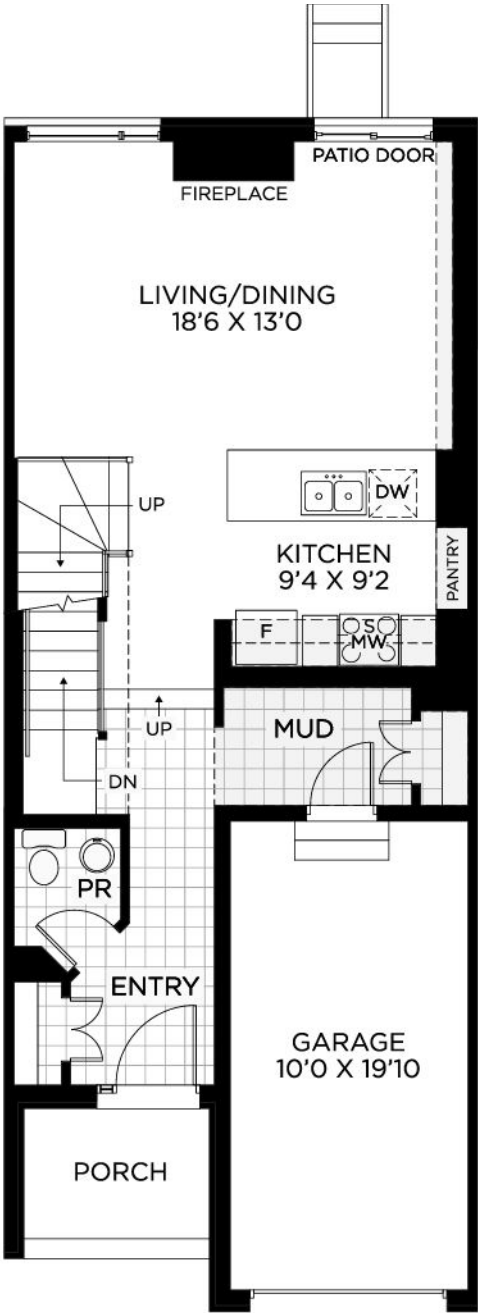 PATIO DOOR
FIREPLACE
LIVING/DINING
18'6 X 13'0
UP
DW
KITCHEN
9'4 X 9'2
PANTRY
F
S
MW
UP
MUD
DN
PR
ENTRY
GARAGE
10'0 X 19'10
PORCH